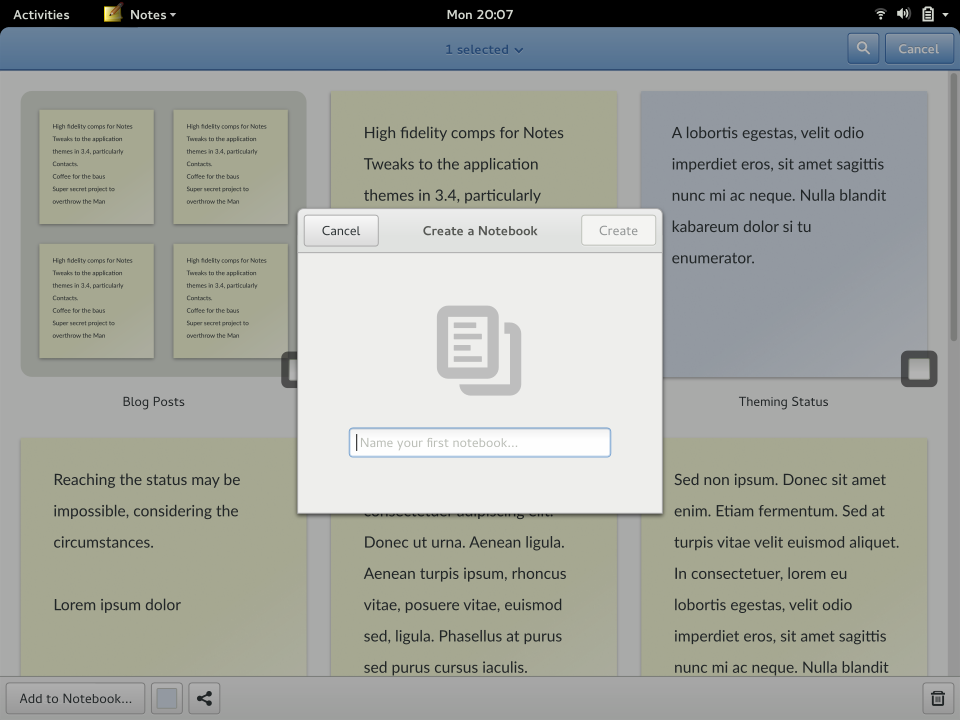 Activities
Notes
Mon 20:07
1 selected
Cancel
High fidelity comps for Notes
Tweaks to the application
themes in 3.4, particularly
Contacts.
Coffee for the baus
Super secret project to
overthrow the Man
High fidelity comps for Notes
Tweaks to the application
themes in 3.4, particularly
Contacts.
Coffee for the baus
Super secret project to
overthrow the Man
High fidelity comps for Notes
Tweaks to the application
themes in 3.4, particularly
Contacts.
Coffee for the baus
Super secret project to
overthrow the Man
High fidelity comps for Notes
Tweaks to the application
themes in 3.4, particularly
Contacts.
Coffee for the baus
Super secret project to
overthrow the Man
Blog Posts
High fidelity comps for Notes
Tweaks to the application
themes in 3.4, particularly
A lobortis egestas, velit odio
imperdiet eros, sit amet sagittis
nunc mi ac neque. Nulla blandit
kabareum dolor si tu
enumerator.
Theming Status
Cancel
Create a Notebook
Create
Name your first notebook...
Reaching the status may be
impossible, considering the
circumstances.
Lorem ipsum dolor
consectetuer adipiscing elit.
Donec ut urna. Aenean ligula.
Aenean turpis ipsum, rhoncus
vitae, posuere vitae, euismod
sed, ligula. Phasellus at purus
sed purus cursus iaculis.
Sed non ipsum. Donec sit amet
enim. Etiam fermentum. Sed at
turpis vitae velit euismod aliquet.
In consectetuer, lorem eu
lobortis egestas, velit odio
imperdiet eros, sit amet sagittis
nunc mi ac neque. Nulla blandit
Add to Notebook...